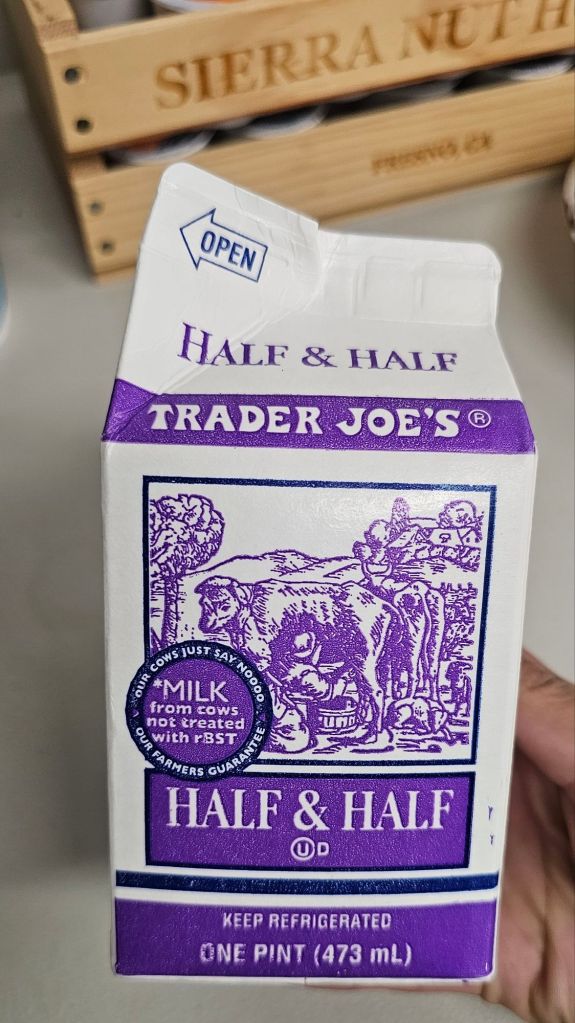 SIERRA NUT H
FRESNO, CA
OPEN
HALF & HALF
TRADER JOE'S®
OUR COWS JUST SAY NOOOO
*MILK
from cows
not treated
with rBST
OUR FARMERS GUARANTEE
HALF & HALF
Ⓤ D
KEEP REFRIGERATED
ONE PINT (473 mL)